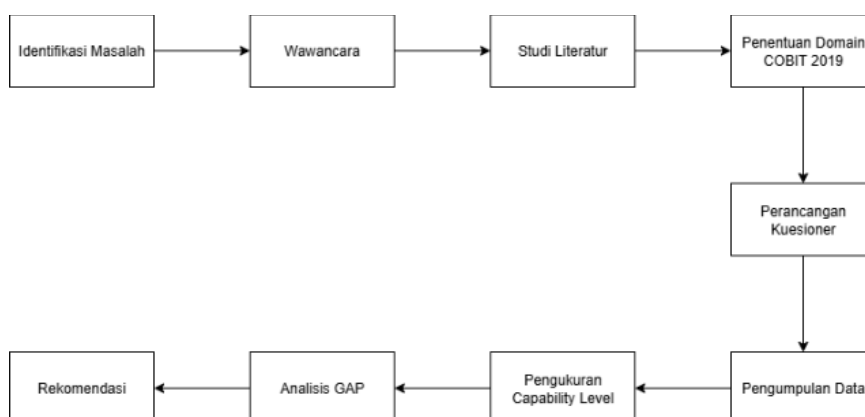 Identifikasi Masalah
Wawancara
Studi Literatur
Penentuan Domain
COBIT 2019
Perancangan
Kuesioner
Pengumpulan Data
Pengukuran
Capability Level
Analisis GAP
Rekomendasi